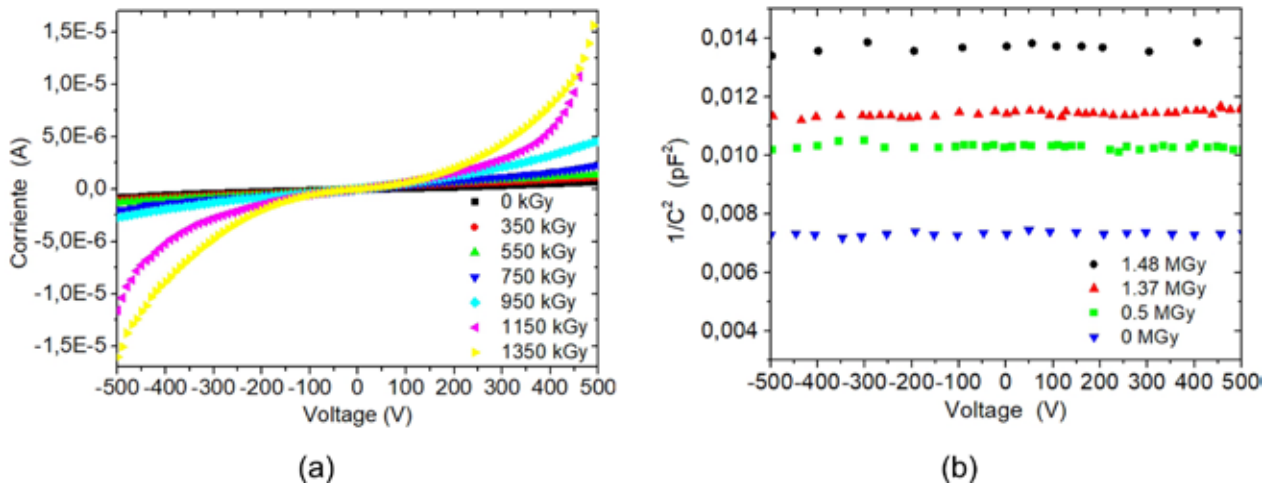 Corriente (A)
1,5E-5
1,0E-5
5,0E-6
0,0
-5,0E-6
-1,0E-5
-1,5E-5
0 kGy
350 kGy
550 kGy
750 kGy
950 kGy
1150 kGy
1350 kGy
-500 -400 -300 -200 -100 0 100 200 300 400 500
Voltage (V)
(a)
1/C² (pF²)
0,014
0,012
0,010
0,008
0,006
0,004
1.48 MGy
1.37 MGy
0.5 MGy
0 MGy
-500 -400 -300 -200 -100 0 100 200 300 400 500
Voltage (V)
(b)